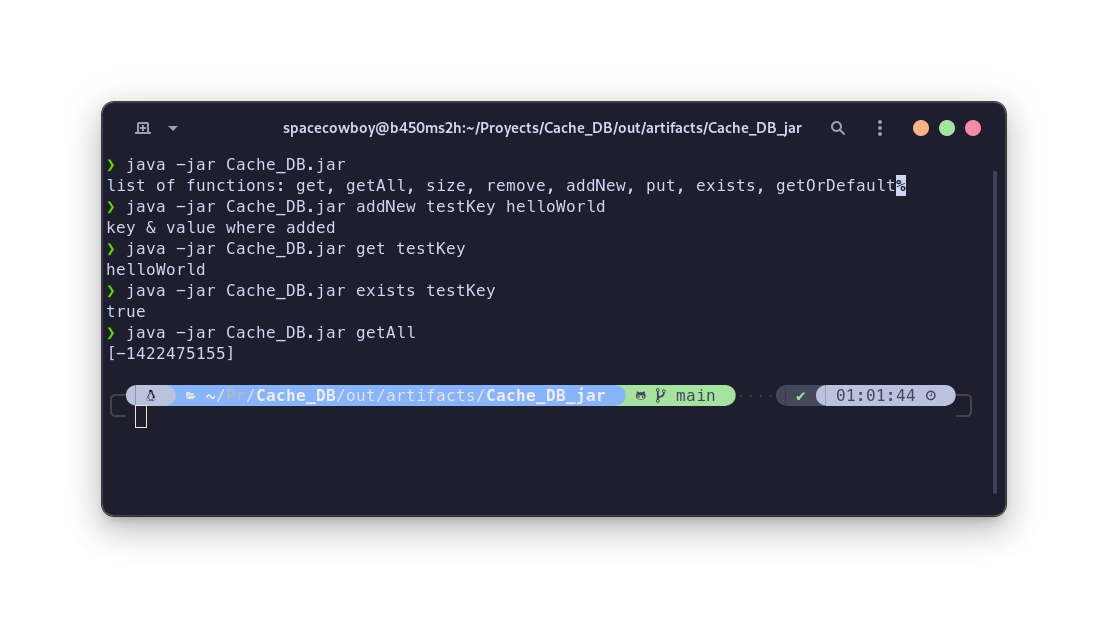 spacecowboy@b450ms2h:~/Proyects/Cache_DB/out/artifacts/Cache_DB_jar
❯ java -jar Cache_DB.jar
list of functions: get, getAll, size, remove, addNew, put, exists, getOrDefault%
❯ java -jar Cache_DB.jar addNew testKey helloWorld
key & value where added
❯ java -jar Cache_DB.jar get testKey
helloWorld
❯ java -jar Cache_DB.jar exists testKey
true
❯ java -jar Cache_DB.jar getAll
[-1422475155]
~/Pr/Cache_DB/out/artifacts/Cache_DB_jar main ···· ✔ 01:01:44